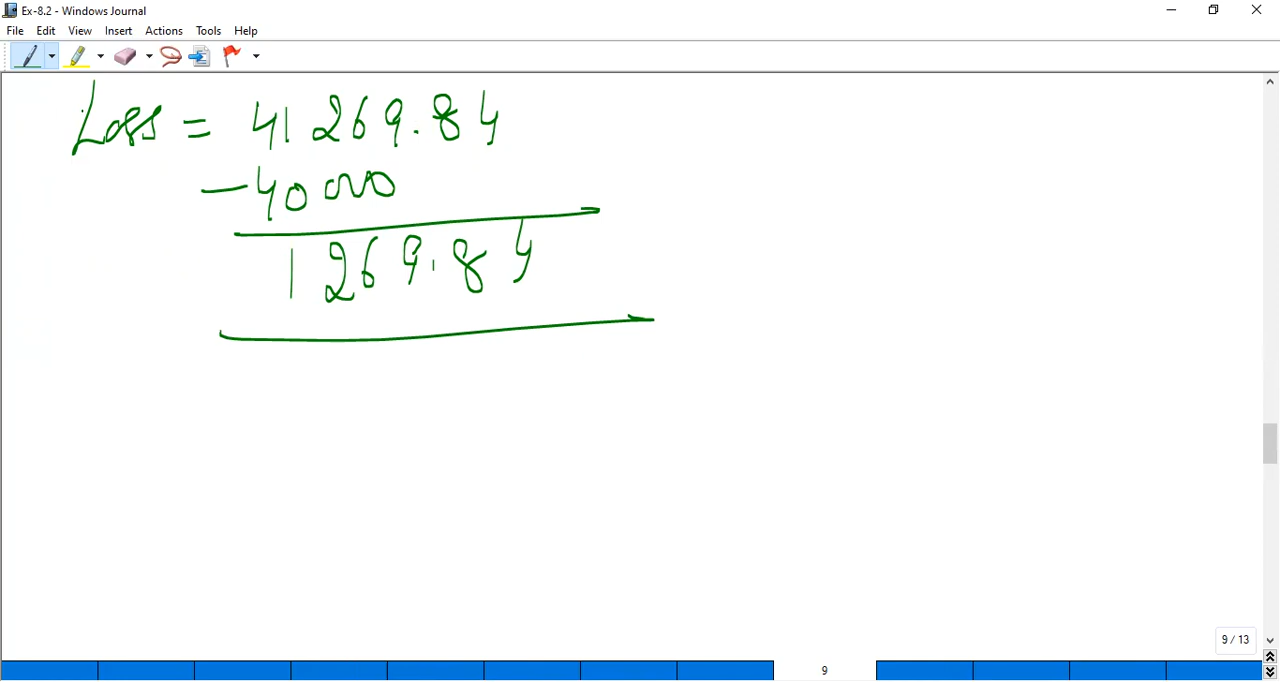 Ex-8.2 - Windows Journal
File Edit View Insert Actions Tools Help
Loss = 41269.84
-40000
1269.84
9 / 13
9